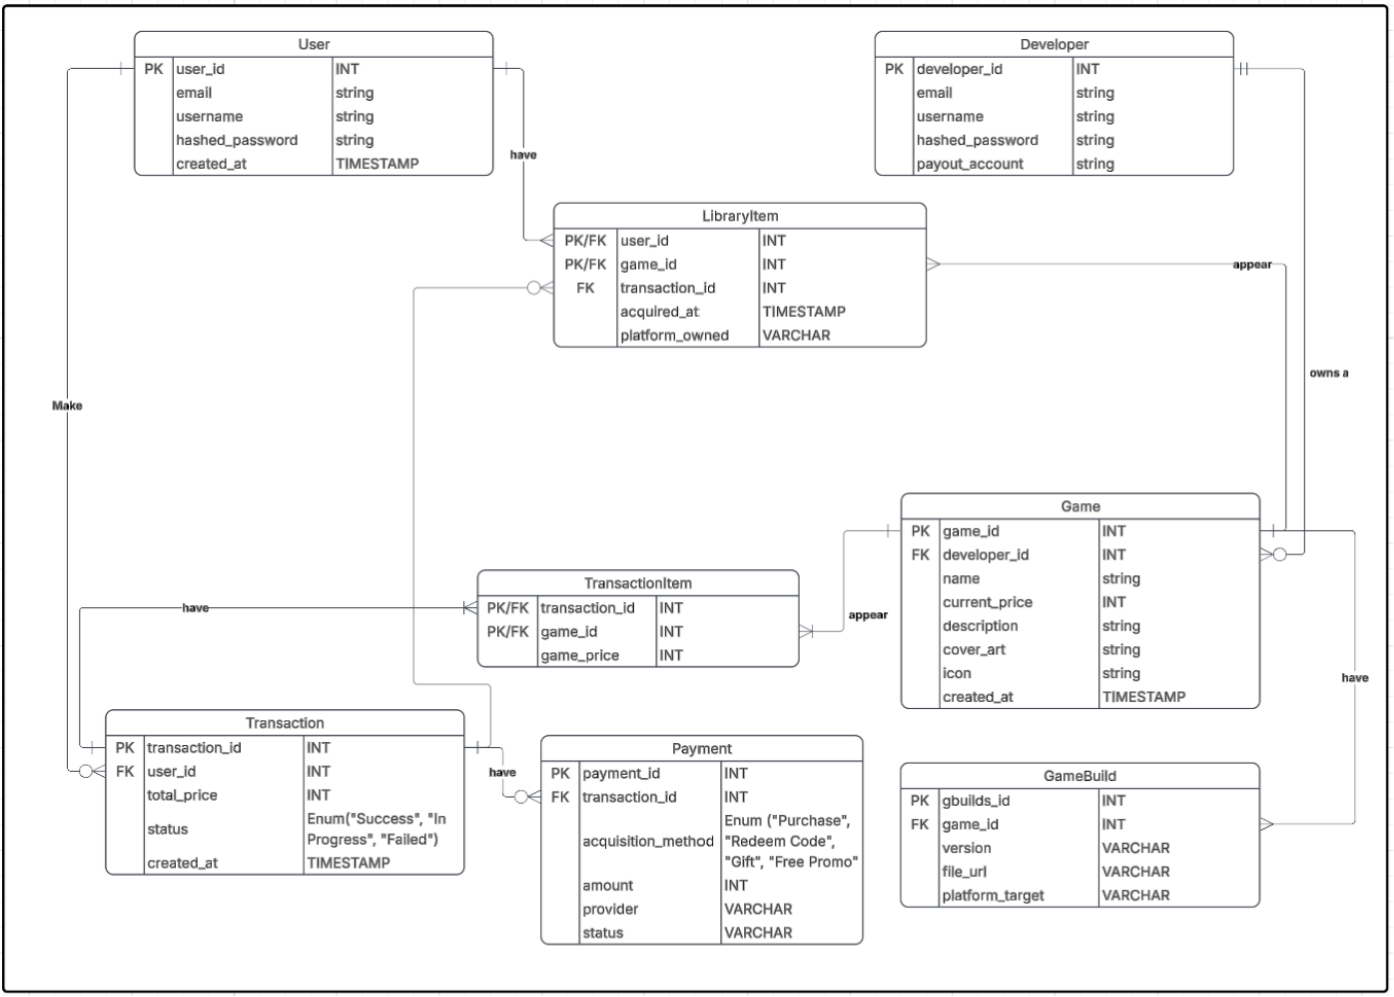 User
PK user_id INT
email string
username string
hashed_password string
created_at TIMESTAMP
Developer
PK developer_id INT
email string
username string
hashed_password string
payout_account string
have
LibraryItem
PK/FK user_id INT
PK/FK game_id INT
FK transaction_id INT
acquired_at TIMESTAMP
platform_owned VARCHAR
appear
owns a
Make
Game
PK game_id INT
FK developer_id INT
name string
current_price INT
description string
cover_art string
icon string
created_at TIMESTAMP
TransactionItem
PK/FK transaction_id INT
PK/FK game_id INT
game_price INT
have
appear
have
Transaction
PK transaction_id INT
FK user_id INT
total_price INT
status Enum("Success", "In
Progress", "Failed")
created_at TIMESTAMP
have
Payment
PK payment_id INT
FK transaction_id INT
acquisition_method Enum ("Purchase",
"Redeem Code",
"Gift", "Free Promo"
amount INT
provider VARCHAR
status VARCHAR
GameBuild
PK gbuilds_id INT
FK game_id INT
version VARCHAR
file_url VARCHAR
platform_target VARCHAR